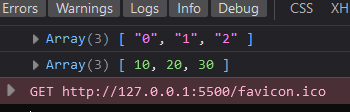 Errors Warnings Logs Info Debug CSS XH
Array(3) [ "0", "1", "2" ]
Array(3) [ 10, 20, 30 ]
GET http://127.0.0.1:5500/favicon.ico